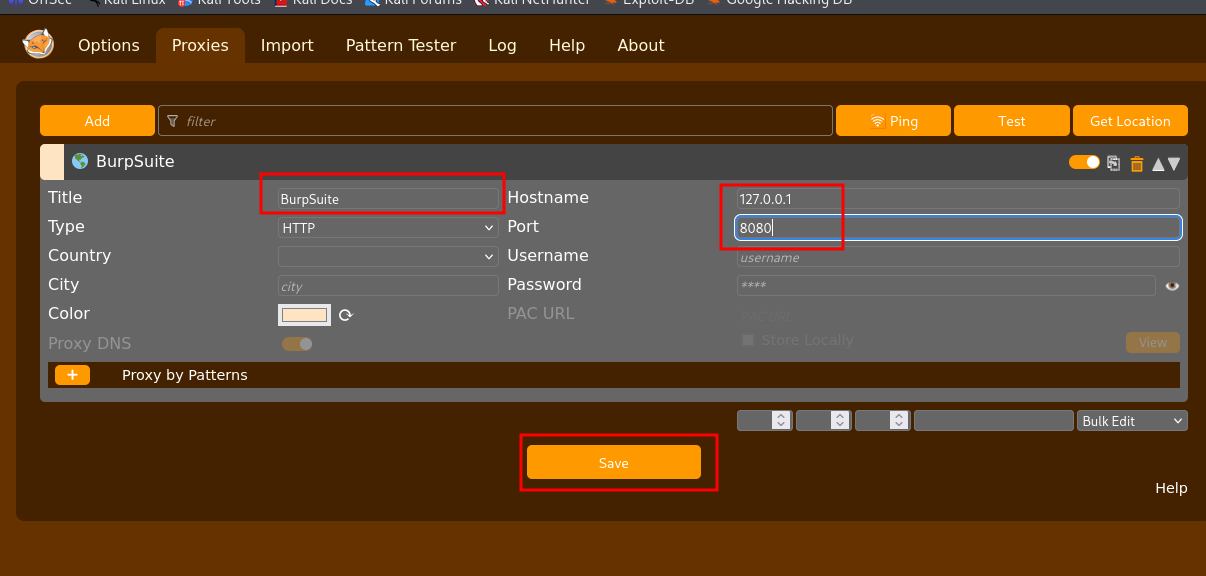 OffSec Kali Linux Kali Tools Kali Docs Kali Forums Kali NetHunter Exploit-DB Google Hacking DB
Options Proxies Import Pattern Tester Log Help About
Add filter Ping Test Get Location
BurpSuite
Title BurpSuite Hostname 127.0.0.1
Type HTTP Port 8080
Country Username username
City city Password ****
Color PAC URL PAC URL
Proxy DNS Store Locally View
+ Proxy by Patterns
Bulk Edit
Save
Help